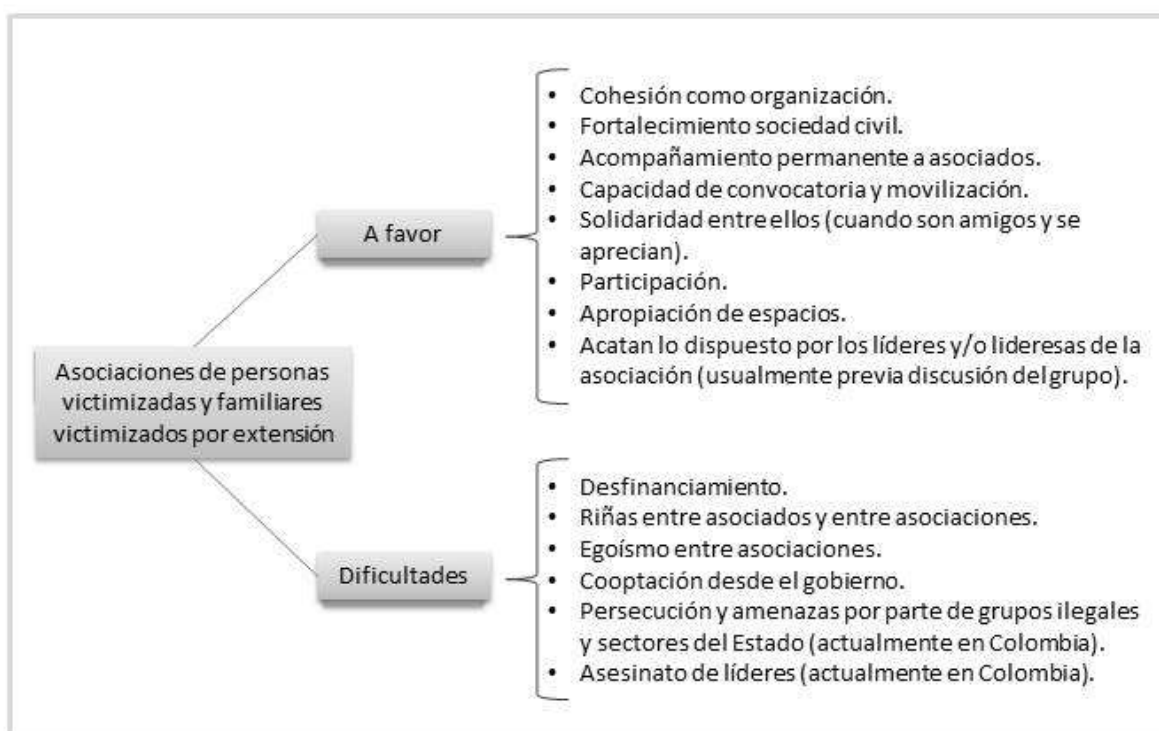 Asociaciones de personas
victimizadas y familiares
victimizados por extensión
A favor
• Cohesión como organización.
• Fortalecimiento sociedad civil.
• Acompañamiento permanente a asociados.
• Capacidad de convocatoria y movilización.
• Solidaridad entre ellos (cuando son amigos y se
aprecian).
• Participación.
• Apropiación de espacios.
• Acatan lo dispuesto por los líderes y/o lideresas de la
asociación (usualmente previa discusión del grupo).
Dificultades
• Desfinanciamiento.
• Riñas entre asociados y entre asociaciones.
• Egoísmo entre asociaciones.
• Cooptación desde el gobierno.
• Persecución y amenazas por parte de grupos ilegales
y sectores del Estado (actualmente en Colombia).
• Asesinato de líderes (actualmente en Colombia).